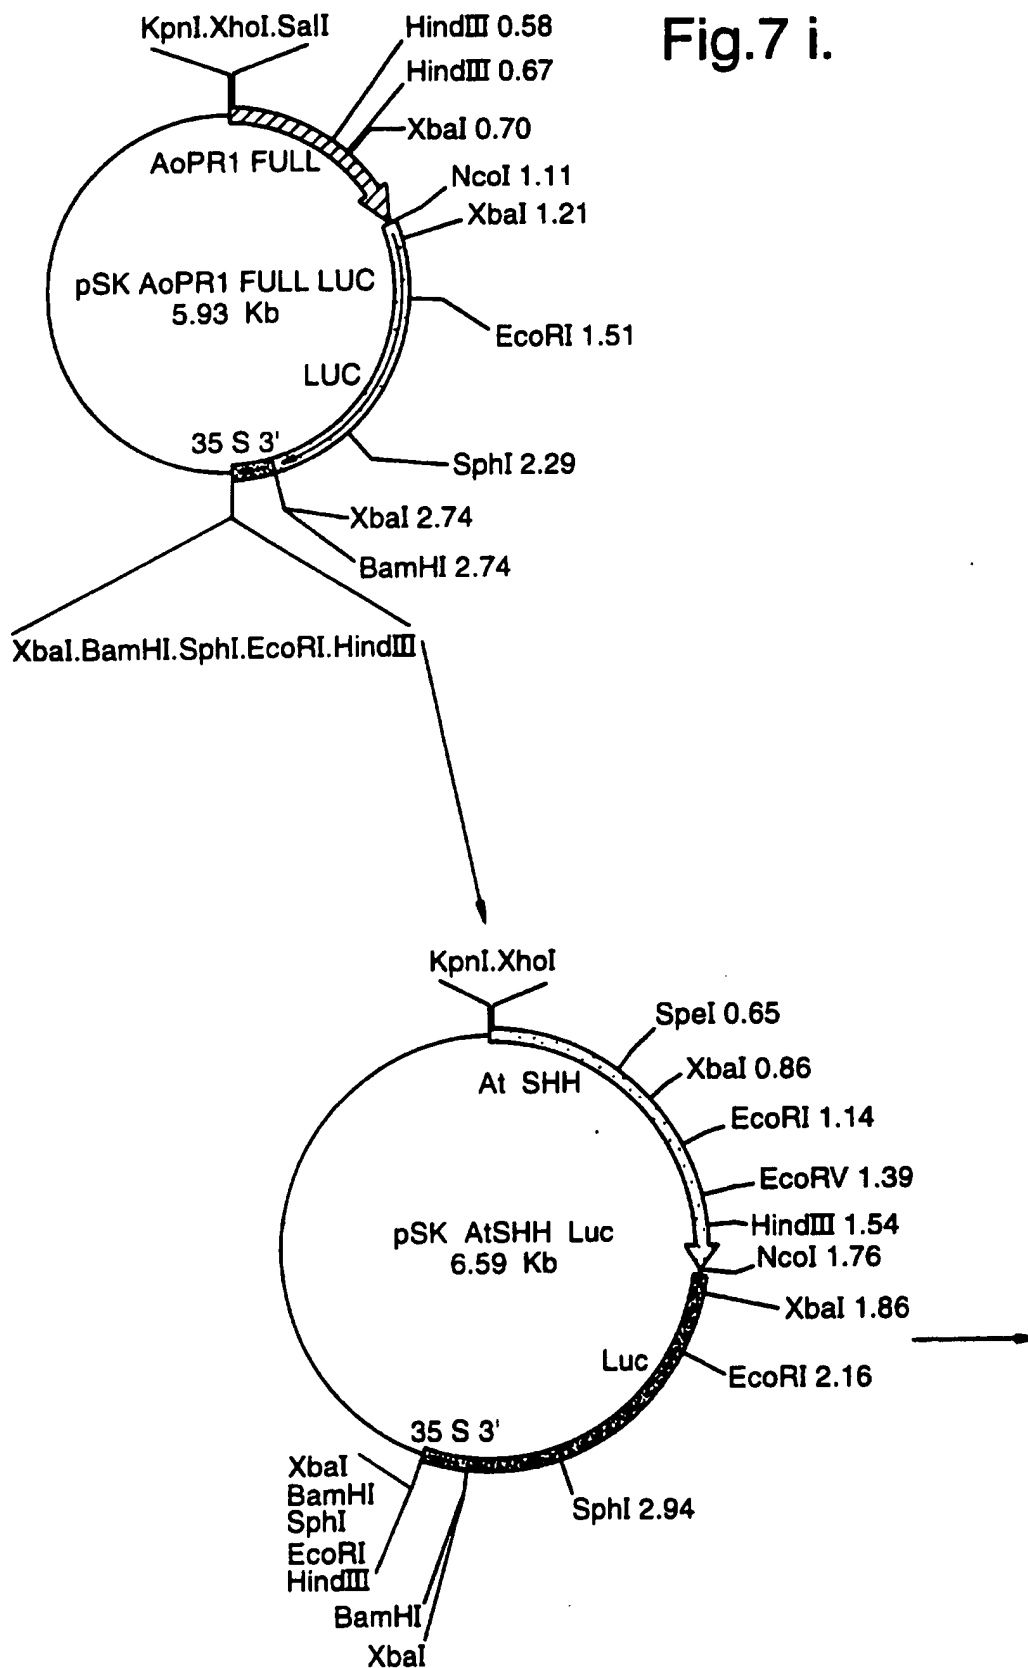 Fig.7 i.
KpnI.XhoI.SalI
HindIII 0.58
HindIII 0.67
XbaI 0.70
AoPR1 FULL
NcoI 1.11
XbaI 1.21
pSK AoPR1 FULL LUC
5.93 Kb
EcoRI 1.51
LUC
35 S 3'
SphI 2.29
XbaI 2.74
BamHI 2.74
XbaI.BamHI.SphI.EcoRI.HindIII
KpnI.XhoI
SpeI 0.65
At SHH
XbaI 0.86
EcoRI 1.14
EcoRV 1.39
HindIII 1.54
pSK AtSHH Luc
6.59 Kb
NcoI 1.76
XbaI 1.86
Luc
EcoRI 2.16
35 S 3'
XbaI
BamHI
SphI
EcoRI
HindIII
SphI 2.94
BamHI
XbaI